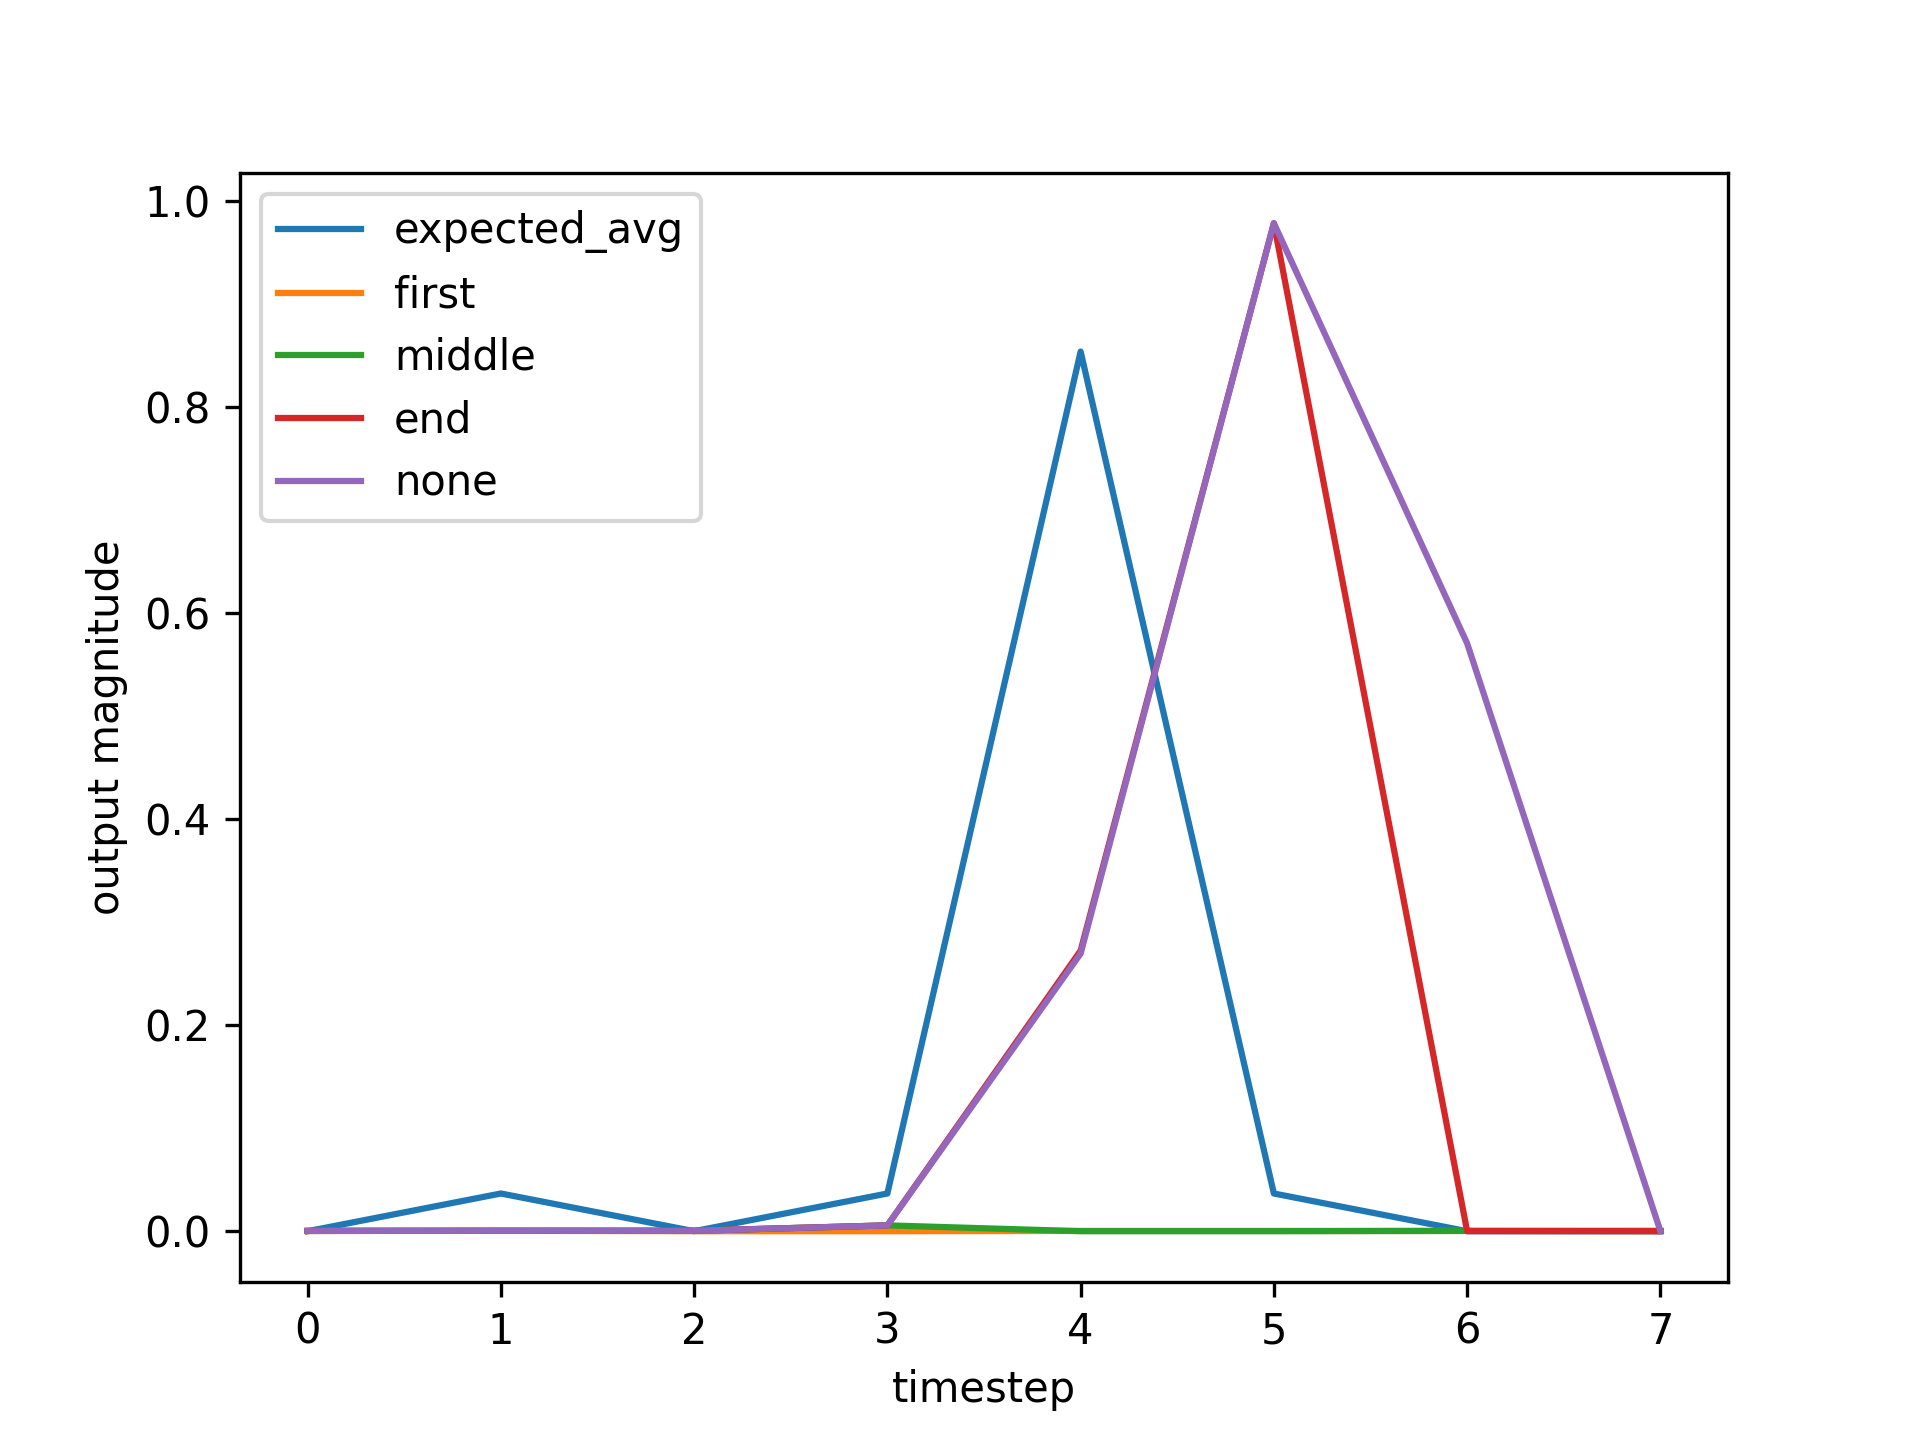 expected_avg
first
middle
end
none
1.0
0.8
0.6
0.4
0.2
0.0
output magnitude
0 1 2 3 4 5 6 7
timestep